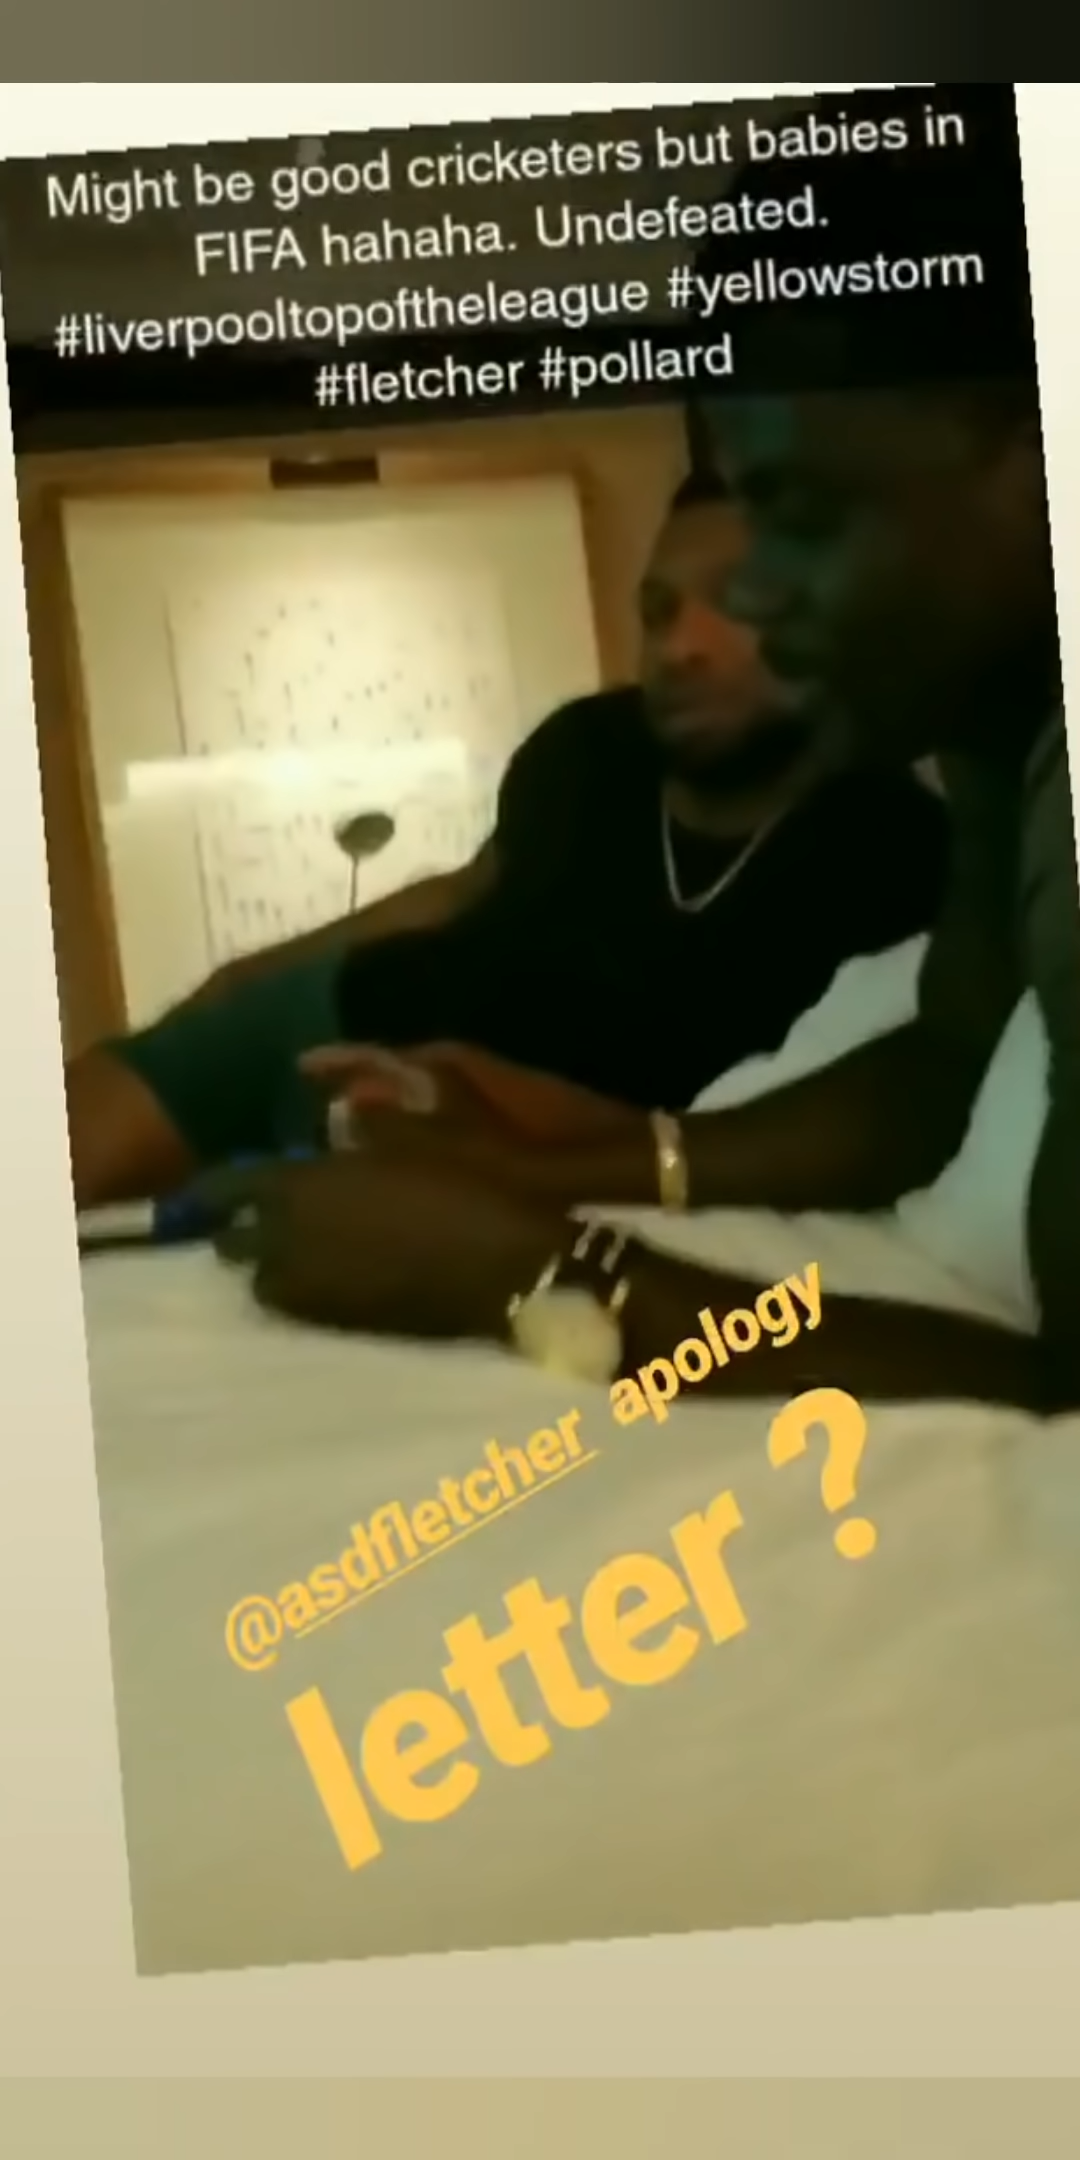 Might be good cricketers but babies in
FIFA hahaha. Undefeated.
#liverpooltopoftheleague #yellowstorm
#fletcher #pollard
@asdfletcher apology
letter ?